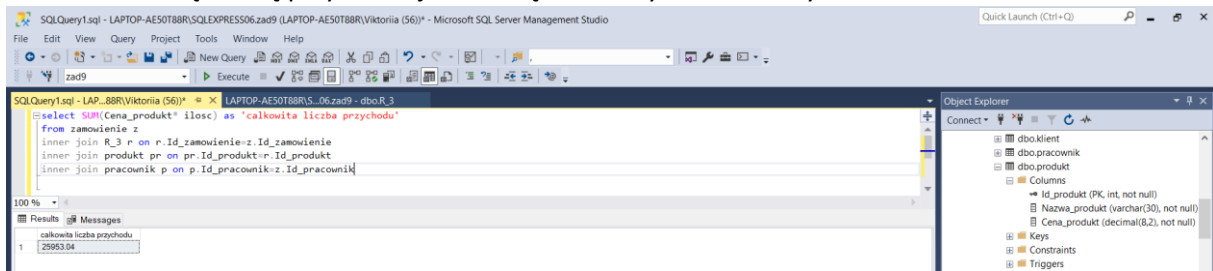 SQLQuery1.sql - LAPTOP-AE50T88R\SQLEXPRESS06.zad9 (LAPTOP-AE50T88R\Viktoriia (56))* - Microsoft SQL Server Management Studio
Quick Launch (Ctrl+Q)
File Edit View Query Project Tools Window Help
New Query
zad9
Execute
SQLQuery1.sql - LAP...88R\Viktoriia (56))*
LAPTOP-AE50T88R\S...06.zad9 - dbo.R_3
select SUM(Cena_produkt* ilosc) as 'calkowita liczba przychodu'
from zamowienie z
inner join R_3 r on r.Id_zamowienie=z.Id_zamowienie
inner join produkt pr on pr.Id_produkt=r.Id_produkt
inner join pracownik p on p.Id_pracownik=z.Id_pracownik
100 %
Results Messages
calkowita liczba przychodu
1 25953.04
Object Explorer
Connect
dbo.klient
dbo.pracownik
dbo.produkt
Columns
Id_produkt (PK, int, not null)
Nazwa_produkt (varchar(30), not null)
Cena_produkt (decimal(8,2), not null)
Keys
Constraints
Triggers